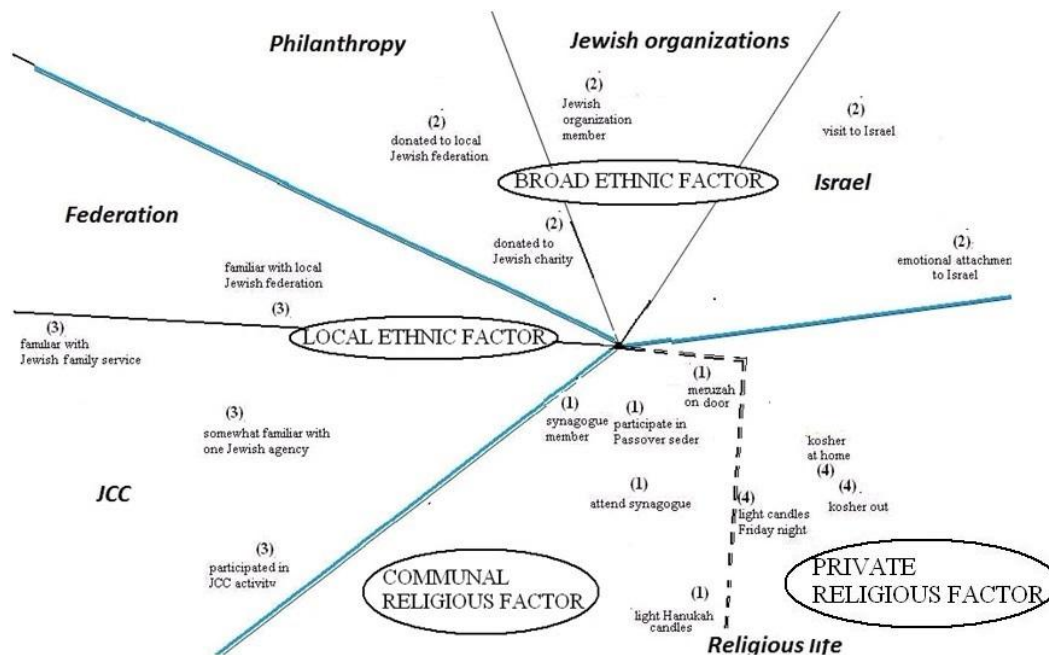 Philanthropy
Jewish organizations
(2)
Jewish
organization
member
(2)
visit to Israel
(2)
donated to local
Jewish federation
BROAD ETHNIC FACTOR
Israel
Federation
(2)
donated to
Jewish charity
(2)
emotional attachmen
to Israel
familiar with local
Jewish federation
(3)
(3)
familiar with
Jewish family service
LOCAL ETHNIC FACTOR
(1)
mezuzah
on door
(1)
synagogue
member
(1)
participate in
Passover seder
(3)
somewhat familiar with
one Jewish agency
kosher
at home
(4)
(4)
kosher out
JCC
(1)
attend synagogue
(4)
light candles
Friday night
(3)
participated in
JCC activity
COMMUNAL
RELIGIOUS FACTOR
PRIVATE
RELIGIOUS FACTOR
(1)
light Hanukah
candles
Religious life